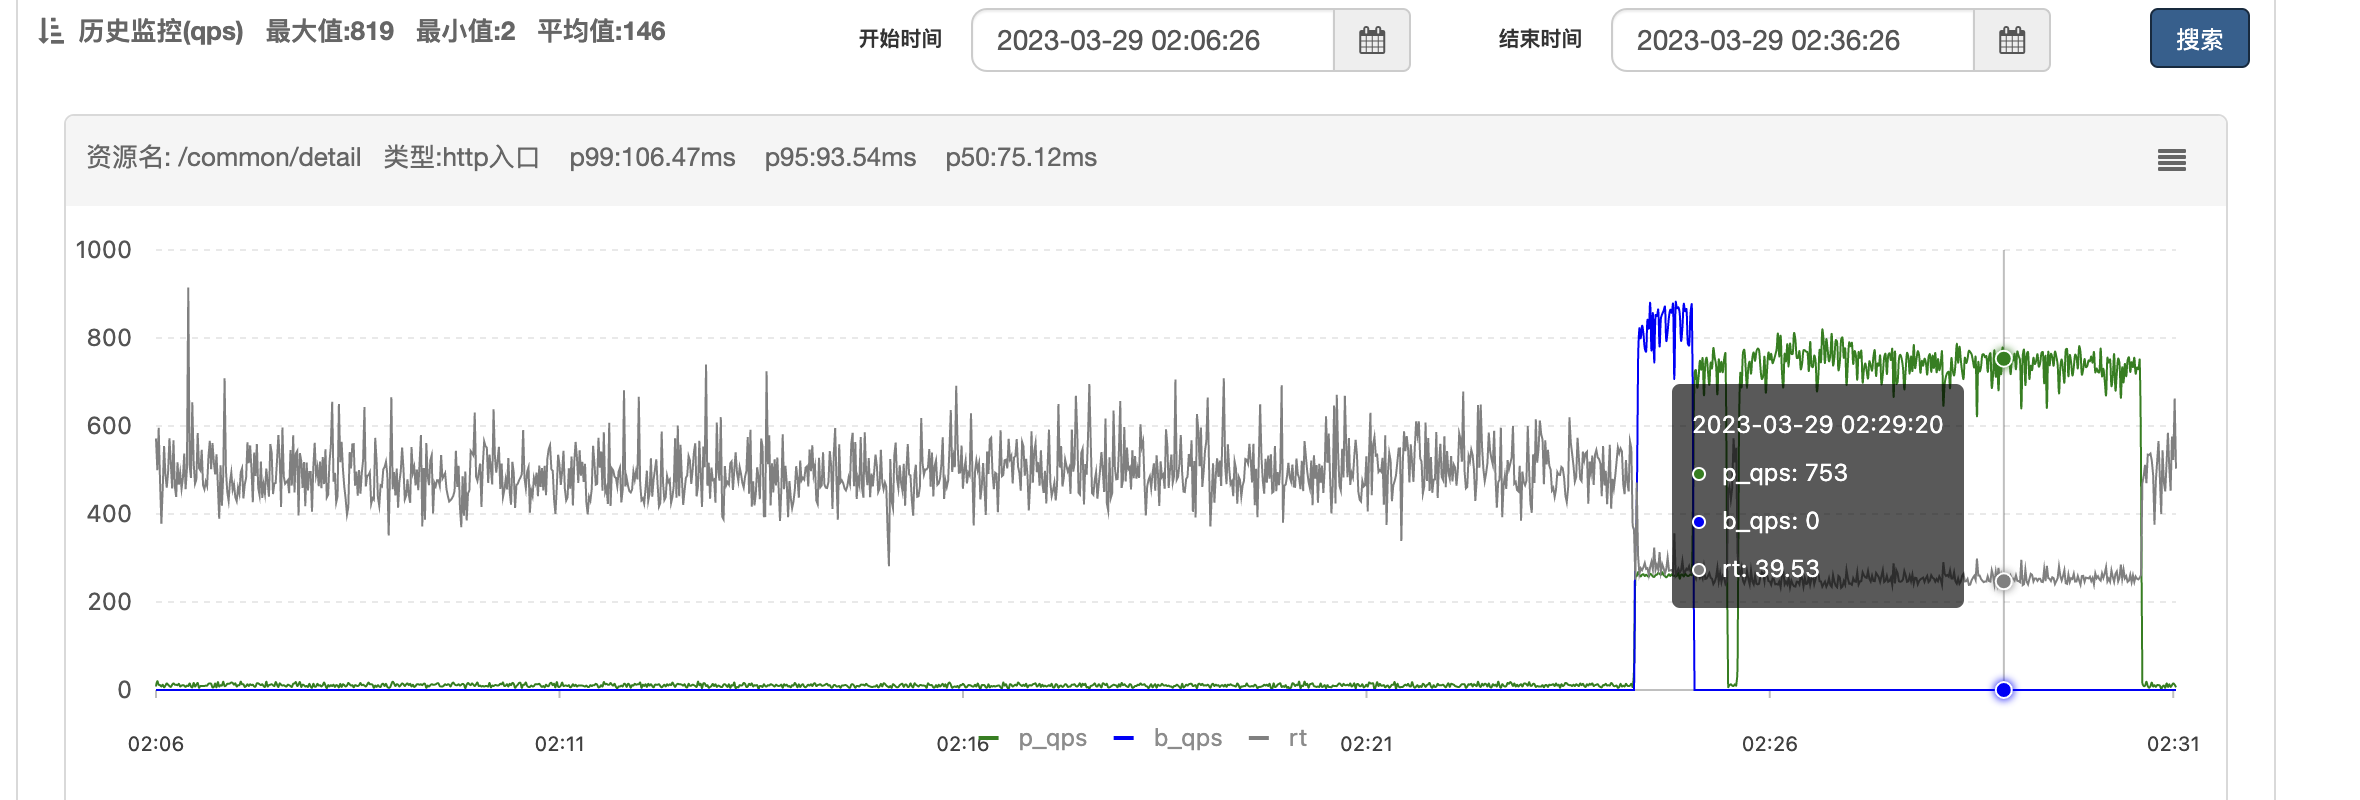 历史监控(qps) 最大值:819 最小值:2 平均值:146 开始时间 2023-03-29 02:06:26 结束时间 2023-03-29 02:36:26 搜索
资源名: /common/detail 类型:http入口 p99:106.47ms p95:93.54ms p50:75.12ms
1000
800
600
400
200
0
2023-03-29 02:29:20
p_qps: 753
b_qps: 0
rt: 39.53
02:06 02:11 02:16 02:21 02:26 02:31
p_qps b_qps rt